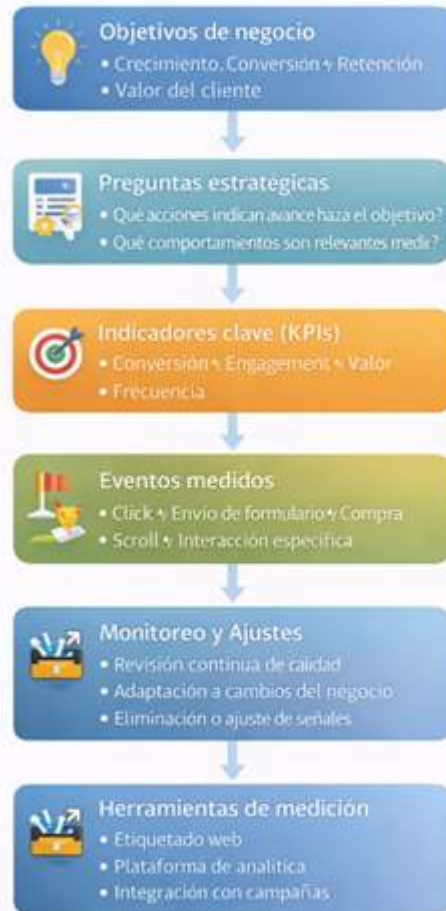 Objetivos de negocio
• Crecimiento. Conversión ϟ Retención
• Valor del cliente
Preguntas estratégicas
• Qué acciones indican avance haza el objetivo?
• Qué comportamientos son relevantes medir?
Indicadores clave (KPIs)
• Conversión ϟ Engagement ϟ Valor
• Frecuencia
Eventos medidos
• Click ϟ Envío de formulario ϟ Compra
• Scroll ϟ Interacción específica
Monitoreo y Ajustes
• Revisión continua de calidad
• Adaptación a cambios del negocio
• Eliminación o ajuste de señales
Herramientas de medición
• Etiquetado web
• Plataforma de analítica
• Integración con campañas